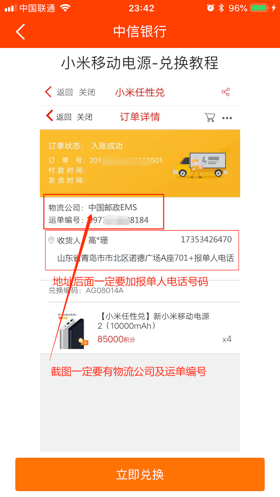 中国联通 23:42 96%
中信银行
小米移动电源-兑换教程
返回 关闭 小米任性兑
返回 关闭 订单详情
订单状态： 入账成功
订 单 号： 201
付款时间：
发货时间：
物流公司：中国邮政EMS
运单编号： 8184
收货人：高*珊 17353426470
山东省青岛市市北区诺德广场A座701+报单人电话
地址后面一定要加报单人电话号码
兑换编码：AG08014A
【小米任性兑】新小米移动电源
2（10000mAh）
85000积分 x4
截图一定要有物流公司及运单编号
立即兑换